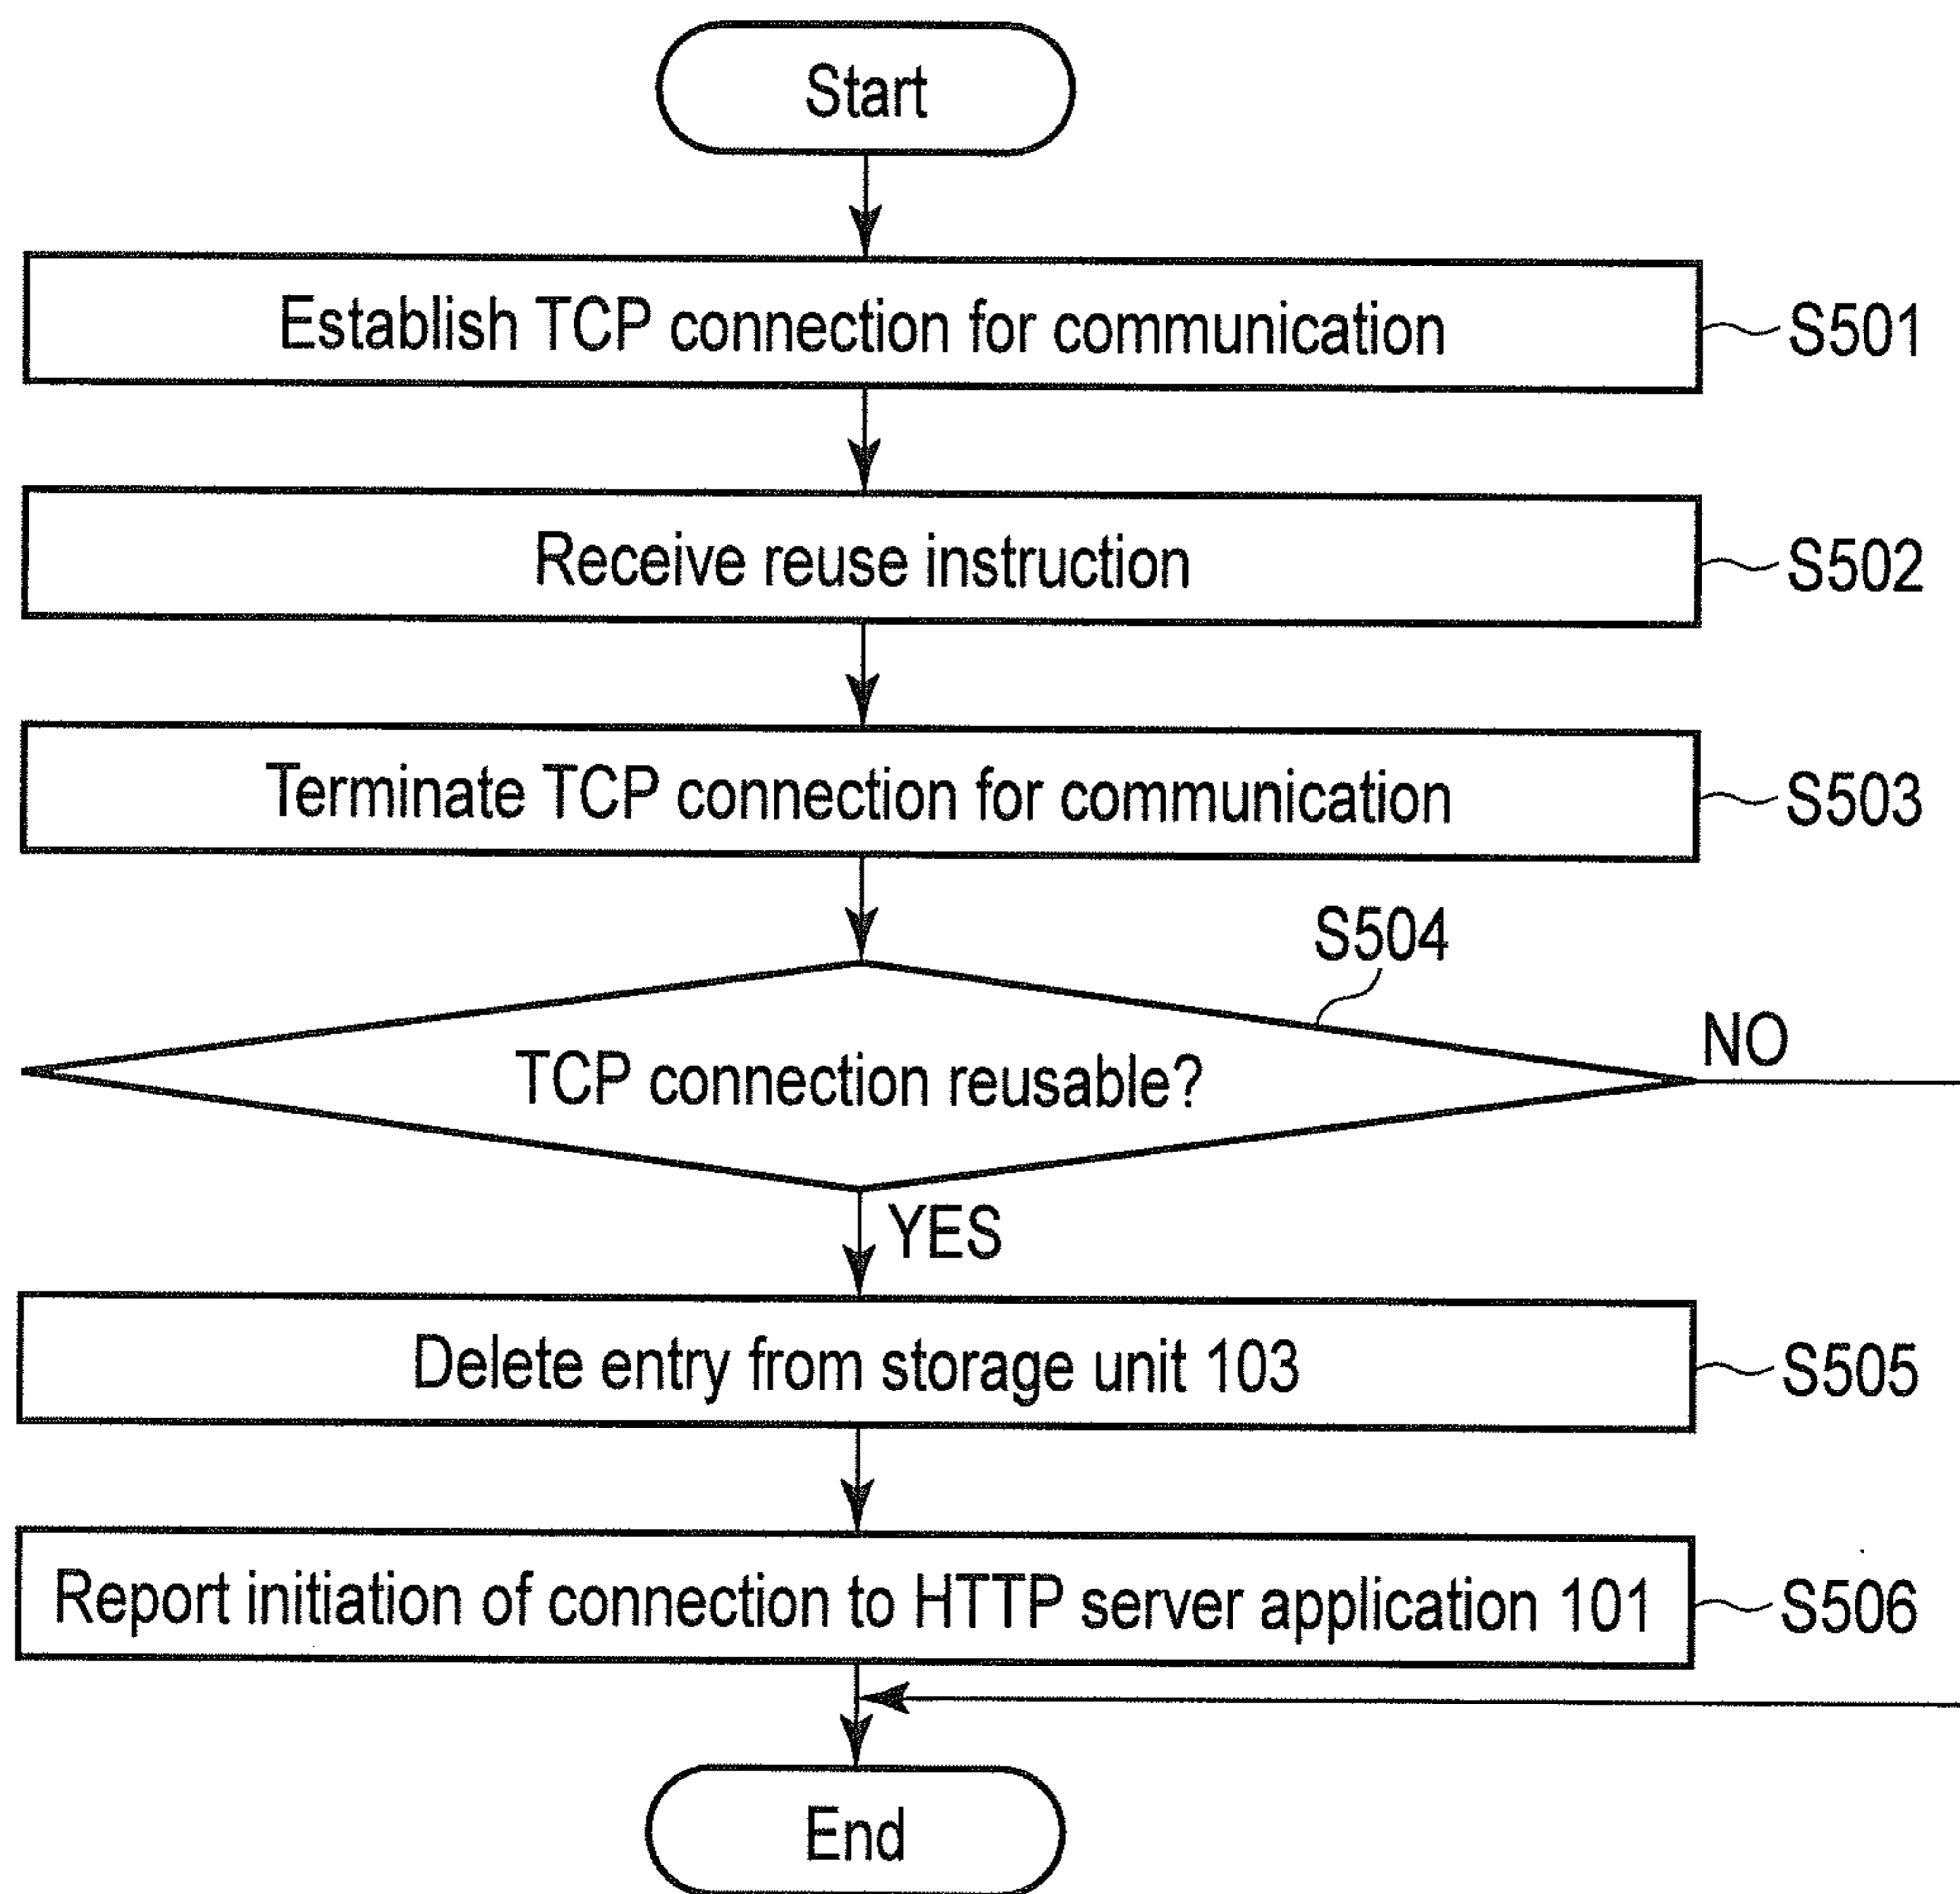 Start
Establish TCP connection for communication
S501
Receive reuse instruction
S502
Terminate TCP connection for communication
S503
S504
TCP connection reusable?
NO
YES
Delete entry from storage unit 103
S505
Report initiation of connection to HTTP server application 101
S506
End